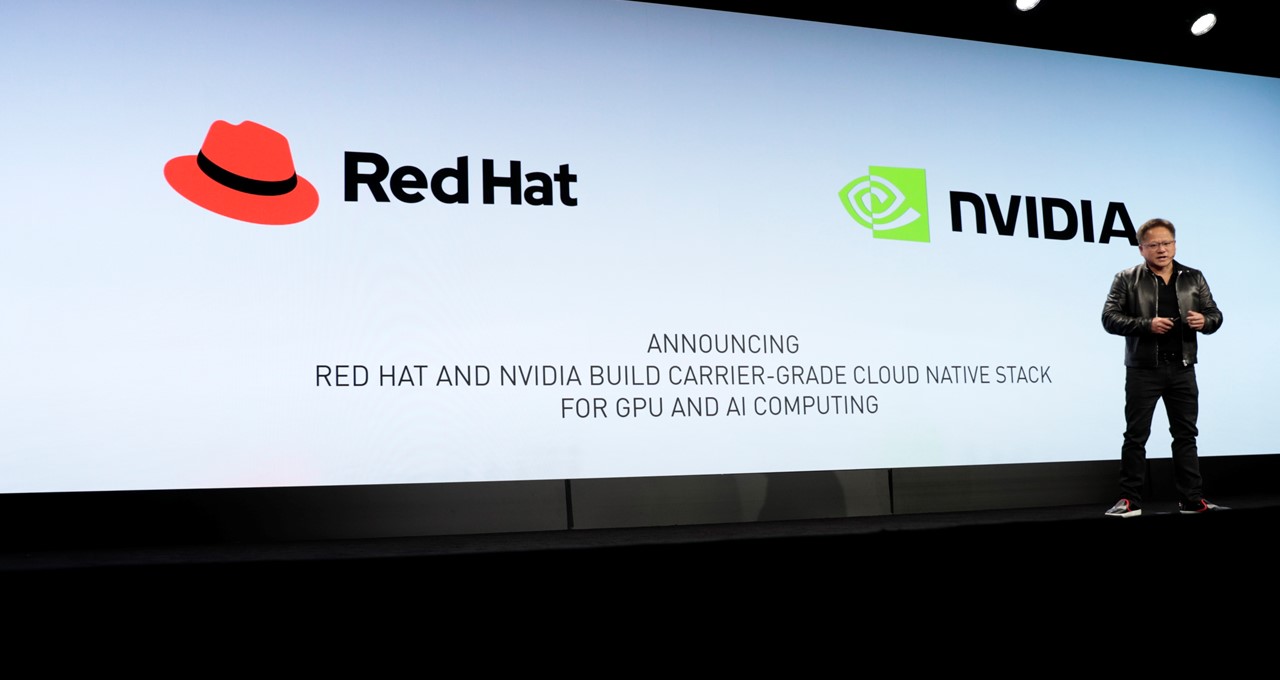 Red Hat
NVIDIA
ANNOUNCING
RED HAT AND NVIDIA BUILD CARRIER-GRADE CLOUD NATIVE STACK
FOR GPU AND AI COMPUTING